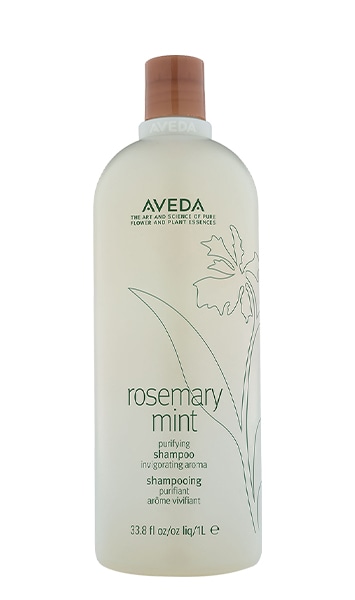 AVEDA
AVEDA
THE ART AND SCIENCE OF PURE
FLOWER AND PLANT ESSENCES
rosemary
mint
purifying
shampoo
invigorating aroma
shampooing
purifiant
arôme vivifiant
33.8 fl oz/oz liq/1L ℮